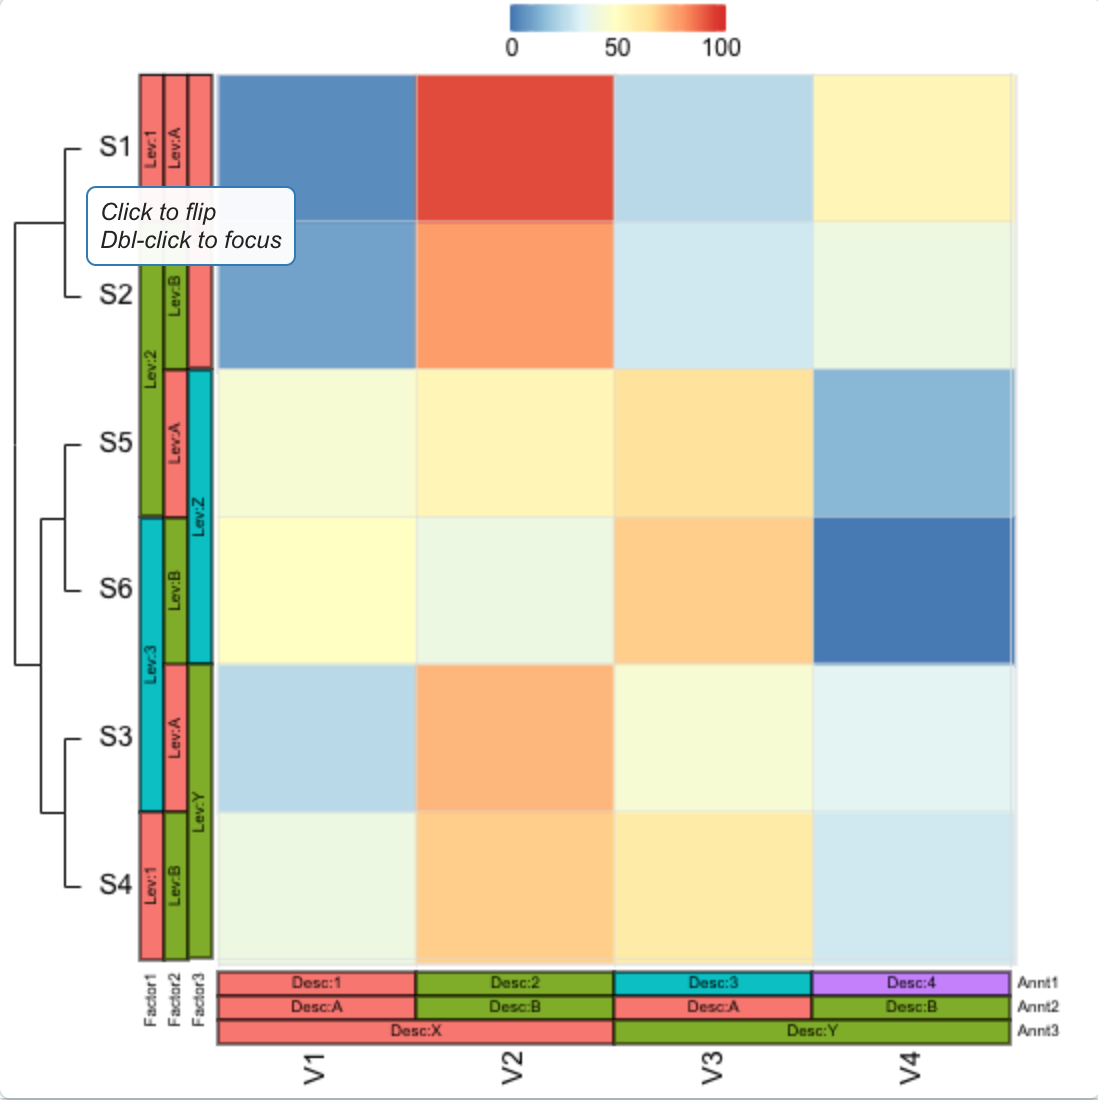 0 50 100
S1
Lev:1 Lev:A
Click to flip
Dbl-click to focus
S2
Lev:2 Lev:B
S5
Lev:A
Lev:Z
S6
Lev:3 Lev:B
S3
Lev:A
Lev:Y
S4
Lev:1 Lev:B
Factor1 Factor2 Factor3
Desc:1 Desc:2 Desc:3 Desc:4 Annt1
Desc:A Desc:B Desc:A Desc:B Annt2
Desc:X Desc:Y Annt3
V1 V2 V3 V4